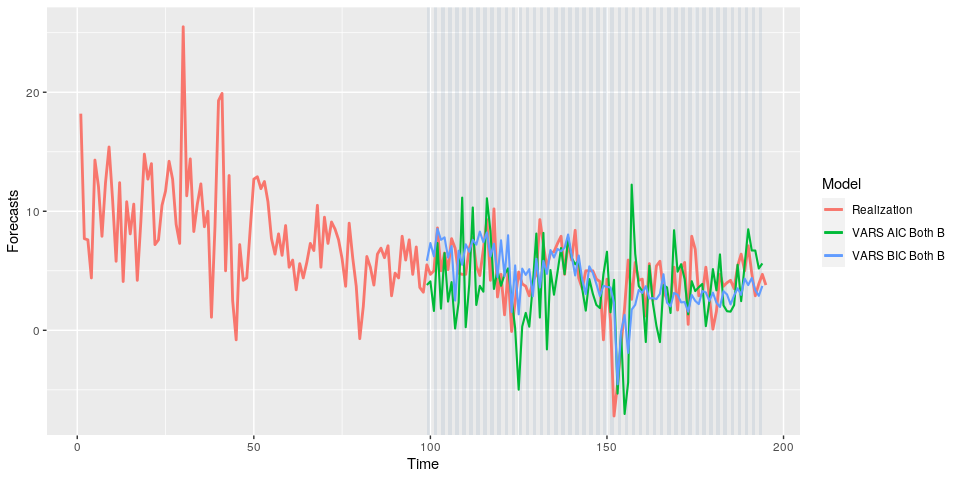 20
10
0
Forecasts
0
50
100
150
200
Time
Model
Realization
VARS AIC Both B
VARS BIC Both B